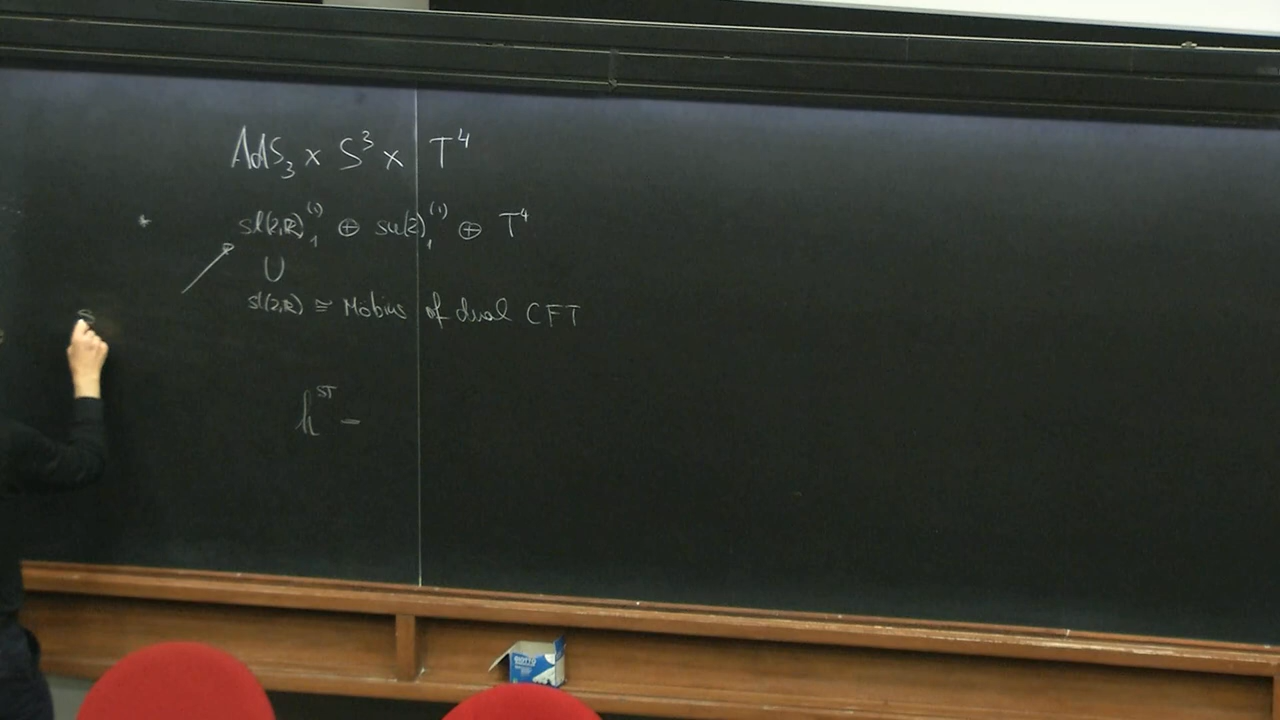 AdS₃ × S³ × T⁴
sl(2,ℝ)₁⁽¹⁾ ⊕ su(2)₁⁽¹⁾ ⊕ T⁴
∪
sl(2,ℝ) ≅ Möbius of dual CFT
S
h^ST =
GIOTTO